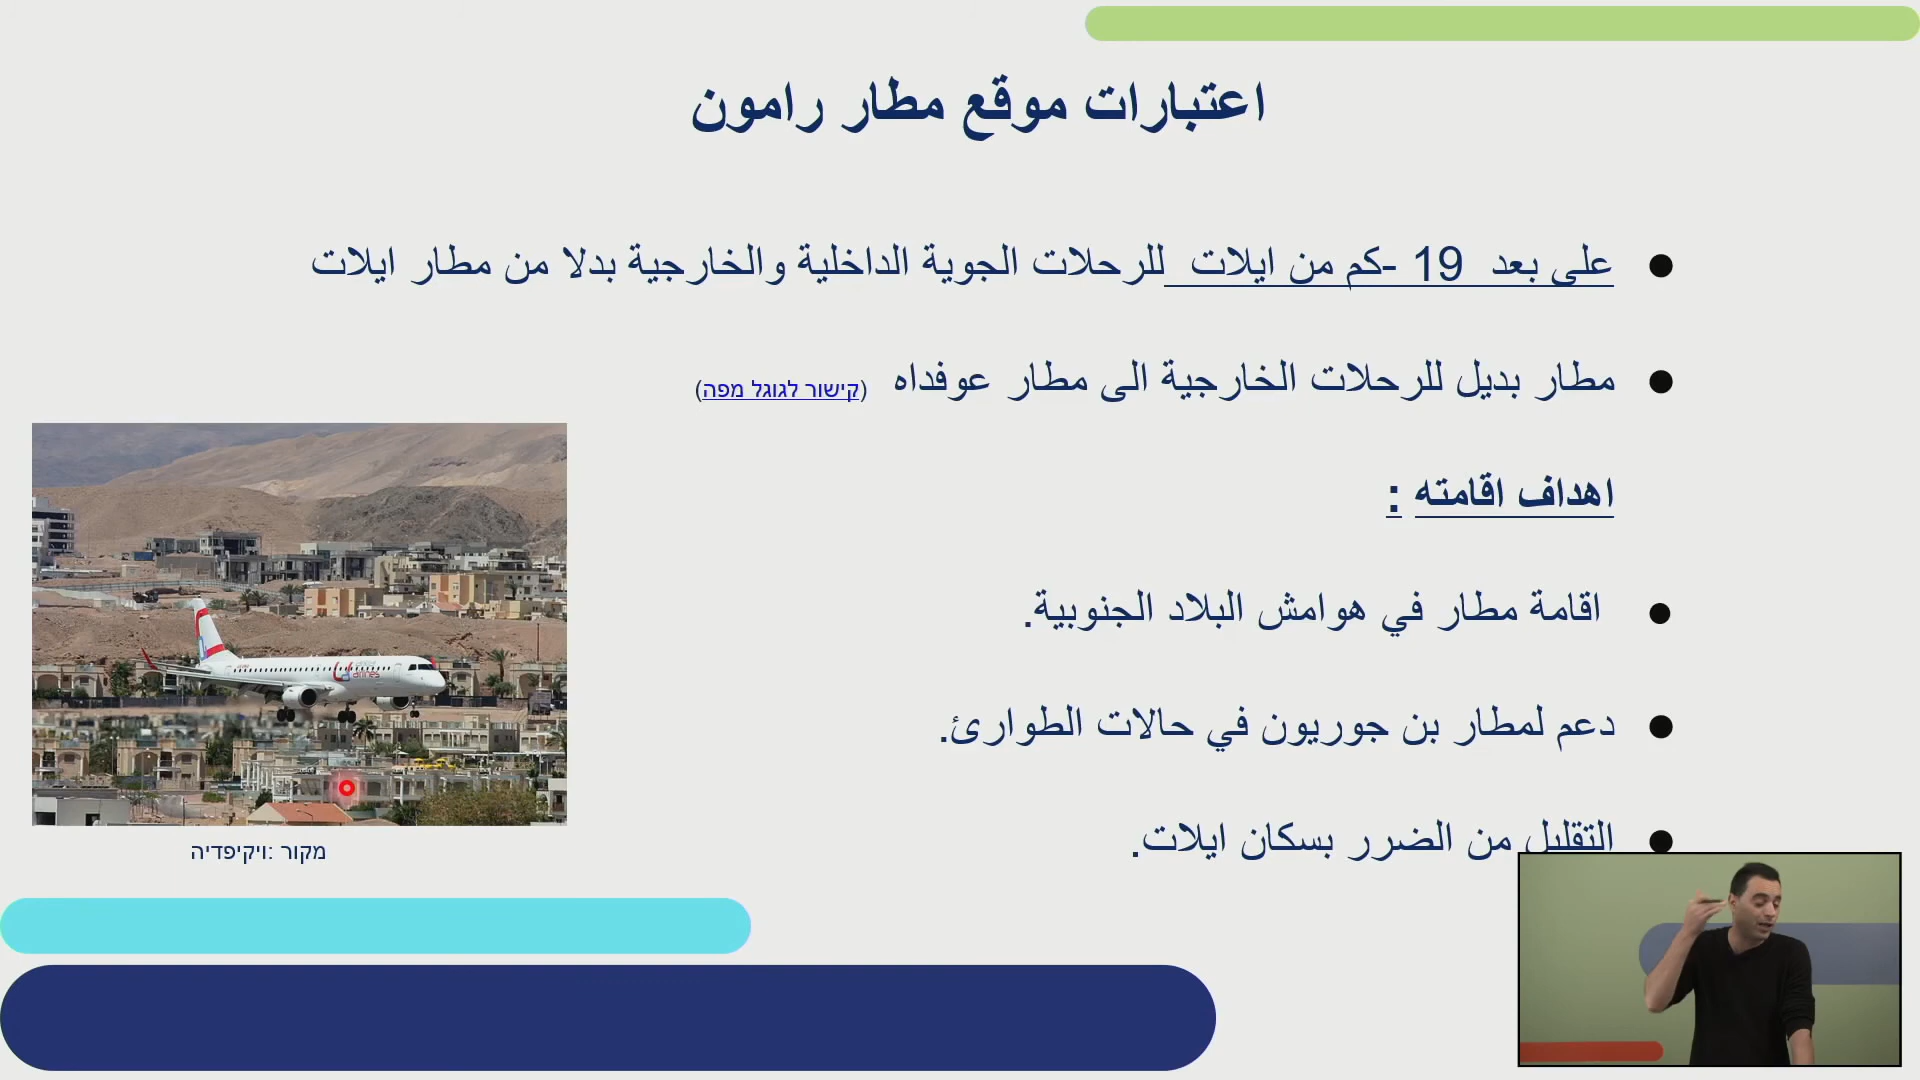 اعتبارات موقع مطار رامون
على بعد 19 -كم من ايلات للرحلات الجوية الداخلية والخارجية بدلا من مطار ايلات
مطار بديل للرحلات الخارجية الى مطار عوفداه (קישור לגוגל מפה)
اهداف اقامته :
اقامة مطار في هوامش البلاد الجنوبية.
دعم لمطار بن جوريون في حالات الطوارئ.
التقليل من الضرر بسكان ايلات.
מקור :ויקיפדיה